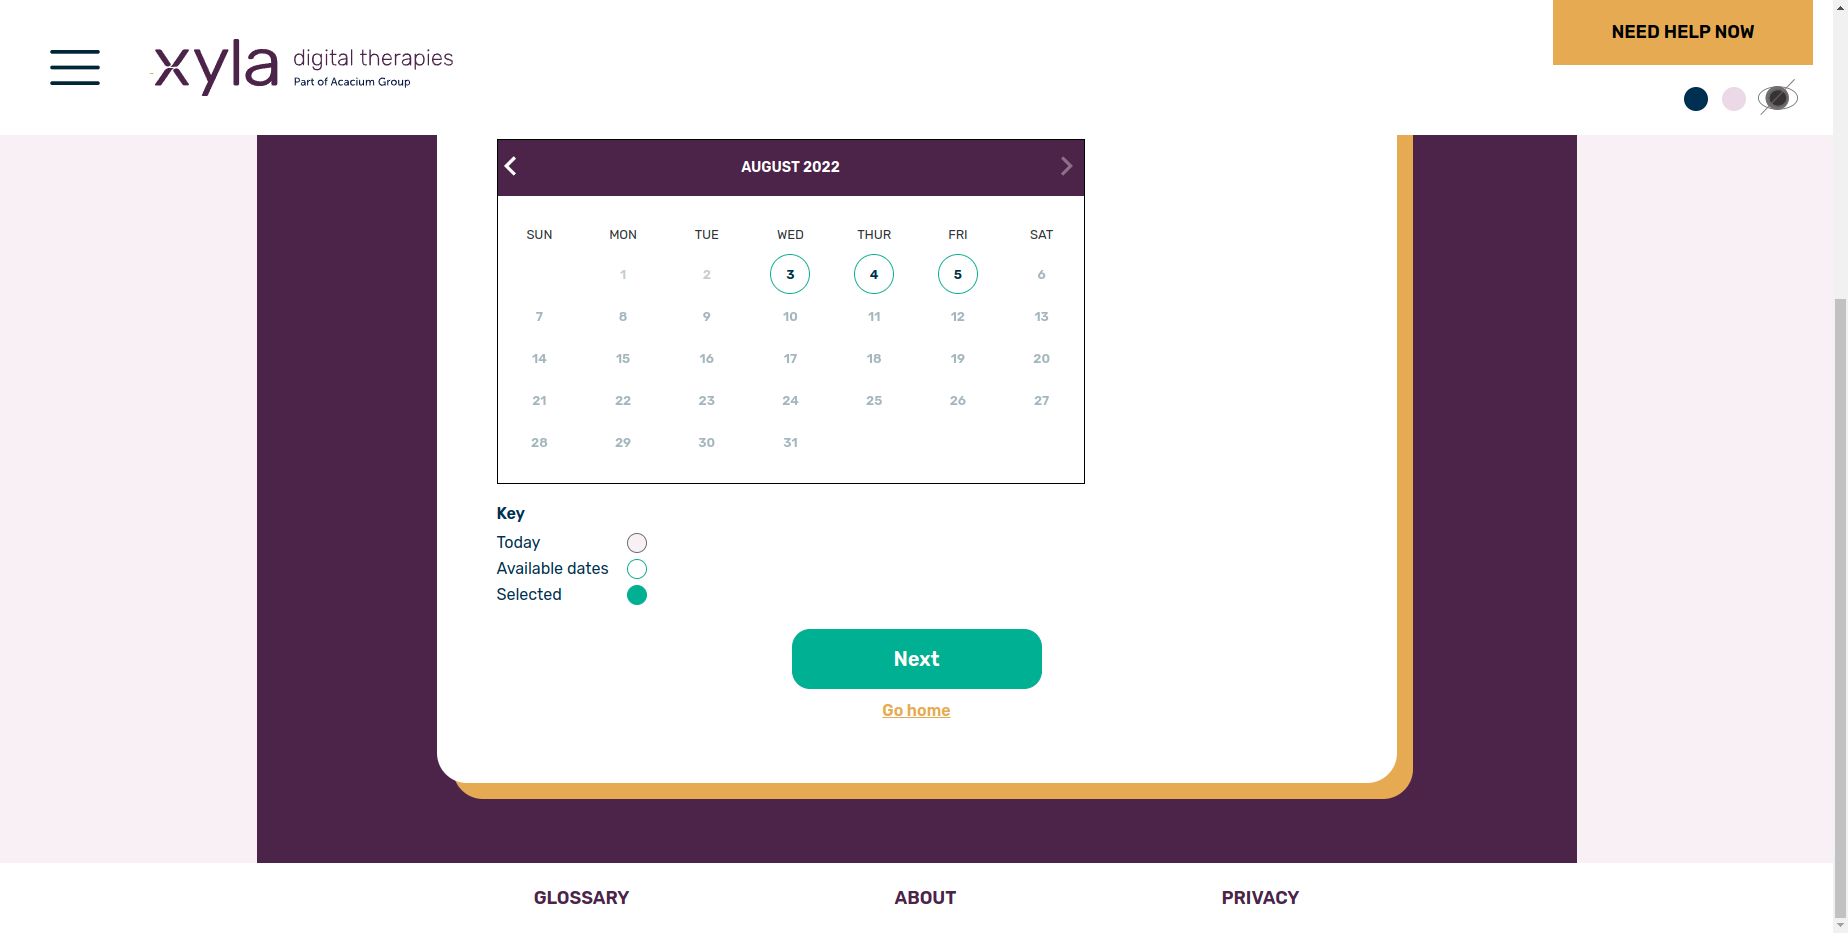 NEED HELP NOW
xyla digital therapies
Part of Acacium Group
AUGUST 2022
SUN MON TUE WED THUR FRI SAT
1 2 3 4 5 6
7 8 9 10 11 12 13
14 15 16 17 18 19 20
21 22 23 24 25 26 27
28 29 30 31
Key
Today
Available dates
Selected
Next
Go home
GLOSSARY ABOUT PRIVACY